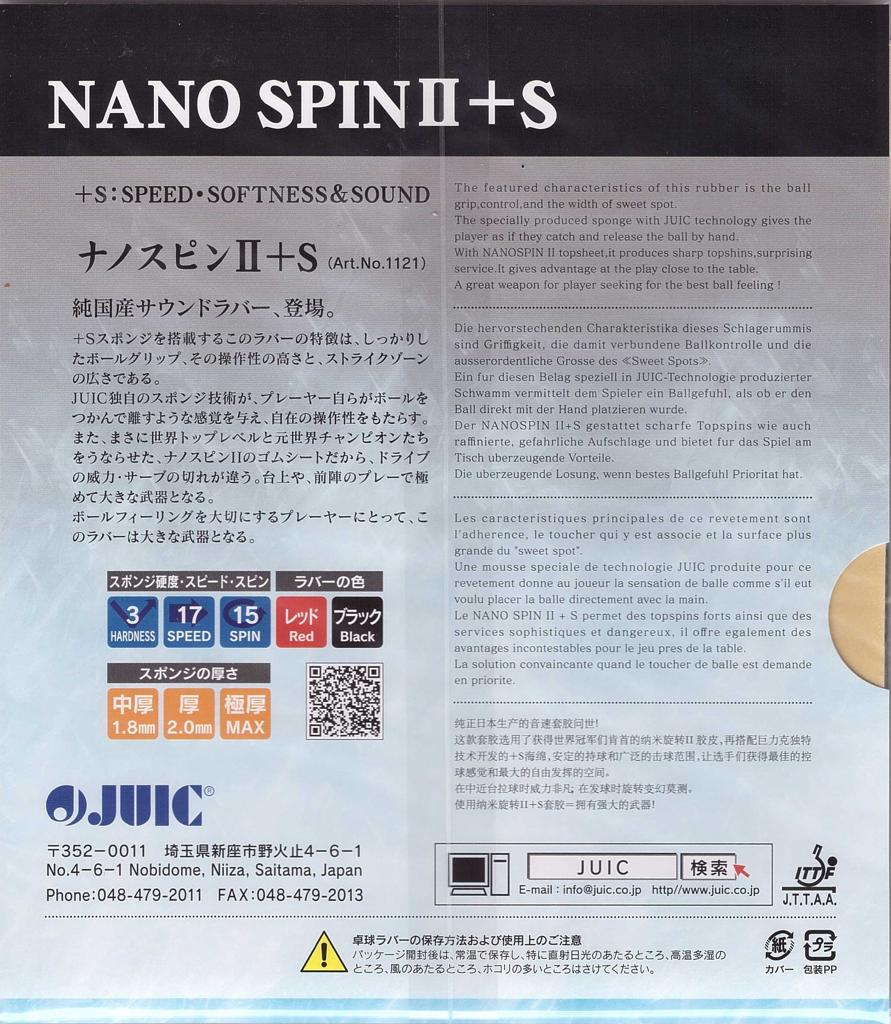 NANO SPINⅡ+S
+S:SPEED・SOFTNESS&SOUND
ナノスピンⅡ+S (Art.No.1121)
純国産サウンドラバー、登場。
+Sスポンジを搭載するこのラバーの特徴は、しっかりし
たボールグリップ、その操作性の高さと、ストライクゾーン
の広さである。
JUIC独自のスポンジ技術が、プレーヤー自らがボールを
つかんで離すような感覚を与え、自在の操作性をもたらす。
また、まさに世界トップレベルと元世界チャンピオンたち
をうならせた、ナノスピンIIのゴムシートだから、ドライブ
の威力・サーブの切れが違う。台上や、前陣のプレーで極
めて大きな武器となる。
ボールフィーリングを大切にするプレーヤーにとって、こ
のラバーは大きな武器となる。
スポンジ硬度・スピード・スピン
ラバーの色
3
HARDNESS
17
SPEED
15
SPIN
レッド
Red
ブラック
Black
スポンジの厚さ
中厚
1.8mm
厚
2.0mm
極厚
MAX
JUIC®
〒352-0011 埼玉県新座市野火止4-6-1
No.4-6-1 Nobidome, Niiza, Saitama, Japan
Phone:048-479-2011 FAX:048-479-2013
The featured characteristics of this rubber is the ball
grip,control,and the width of sweet spot.
The specially produced sponge with JUIC technology gives the
player as if they catch and release the ball by hand.
With NANOSPIN II topsheet,it produces sharp topshins,surprising
service.It gives advantage at the play close to the table.
A great weapon for player seeking for the best ball feeling !
Die hervorstechenden Charakteristika dieses Schlagerummis
sind Griffigkeit, die damit verbundene Ballkontrolle und die
ausserordentliche Grosse des ≪Sweet Spots≫.
Ein fur diesen Belag speziell in JUIC-Technologie produzierter
Schwamm vermittelt dem Spieler ein Ballgefuhl, als ob er den
Ball direkt mit der Hand platzieren wurde.
Der NANOSPIN II+S gestattet scharfe Topspins wie auch
raffinierte, gefahrliche Aufschlage und bietet fur das Spiel am
Tisch uberzeugende Vorteile.
Die uberzeugende Losung, wenn bestes Ballgefuhl Prioritat hat.
Les caracteristiques principales de ce revetement sont
l'adherence, le toucher qui y est associe et la surface plus
grande du "sweet spot".
Une mousse speciale de technologie JUIC produite pour ce
revetement donne au joueur la sensation de balle comme s'il eut
voulu placer la balle directement avec la main.
Le NANO SPIN II + S permet des topspins forts ainsi que des
services sophistiques et dangereux, il offre egalement des
avantages incontestables pour le jeu pres de la table.
La solution convaincante quand le toucher de balle est demande
en priorite.
纯正日本生产的音速套胶问世!
这款套胶选用了获得世界冠军们肯首的纳米旋转II 胶皮,再搭配巨力克独特
技术开发的+S海绵,安定的持球和广泛的击球范围,让选手们获得最佳的控
球感觉和最大的自由发挥的空间。
在中近台拉球时威力非凡; 在发球时旋转变幻莫测。
使用纳米旋转II+S套胶=拥有强大的武器!
JUIC 検索
E-mail : info@juic.co.jp http//www.juic.co.jp
ITTF
J.T.T.A.A.
卓球ラバーの保存方法および使用上のご注意
パッケージ開封後は、常温で保存し、特に直射日光のあたるところ、高温多湿の
ところ、風のあたるところ、ホコリの多いところはさけてください。
紙
カバー
プラ
包装PP